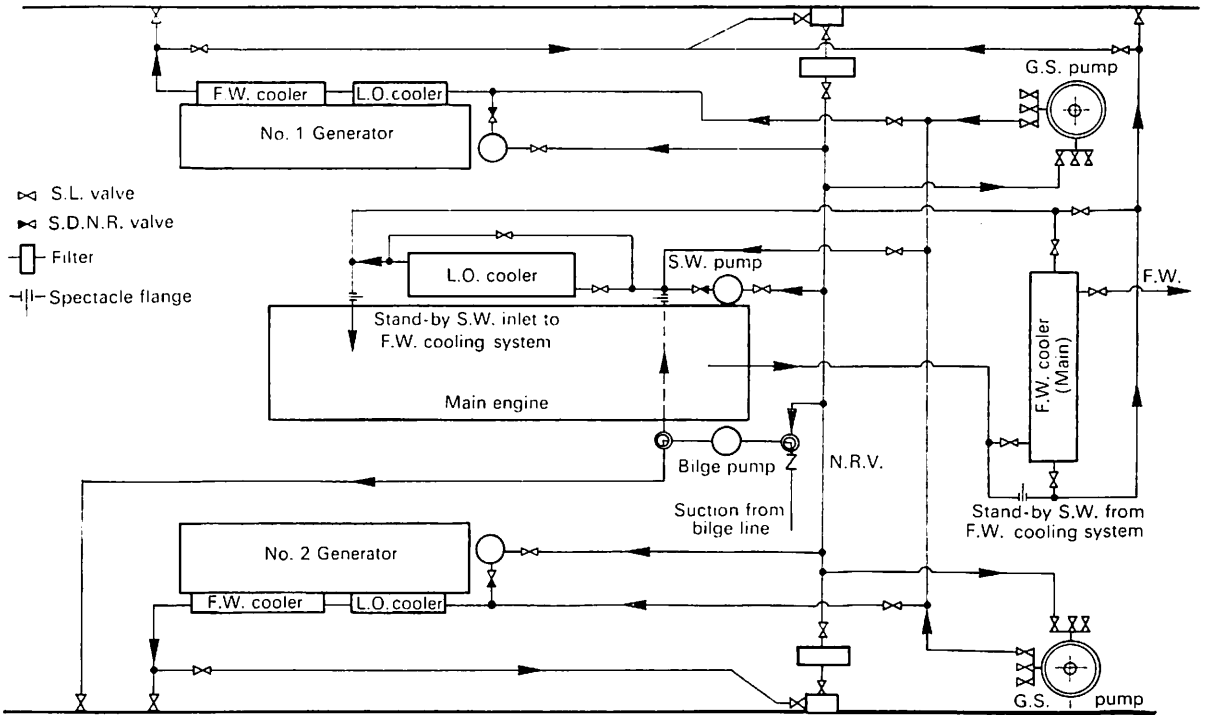 G.S. pump
F.W. cooler
L.O. cooler
No. 1 Generator
S.L. valve
S.D.N.R. valve
Filter
Spectacle flange
L.O. cooler
S.W. pump
F.W.
Stand-by S.W. inlet to
F.W. cooling system
F.W. cooler
(Main)
Main engine
Bilge pump
N.R.V.
Suction from
bilge line
Stand-by S.W. from
F.W. cooling system
No. 2 Generator
F.W. cooler
L.O. cooler
G.S. pump